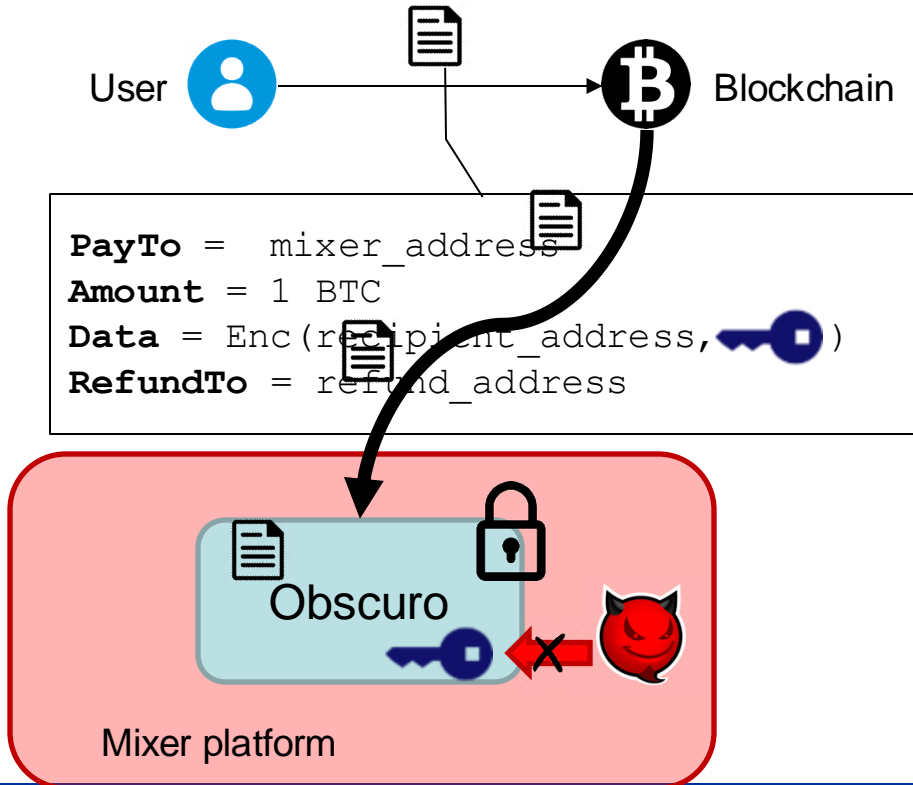 User
Blockchain
PayTo = mixer_address
Amount = 1 BTC
Data = Enc(recipient_address, )
RefundTo = refund_address
Obscuro
Mixer platform